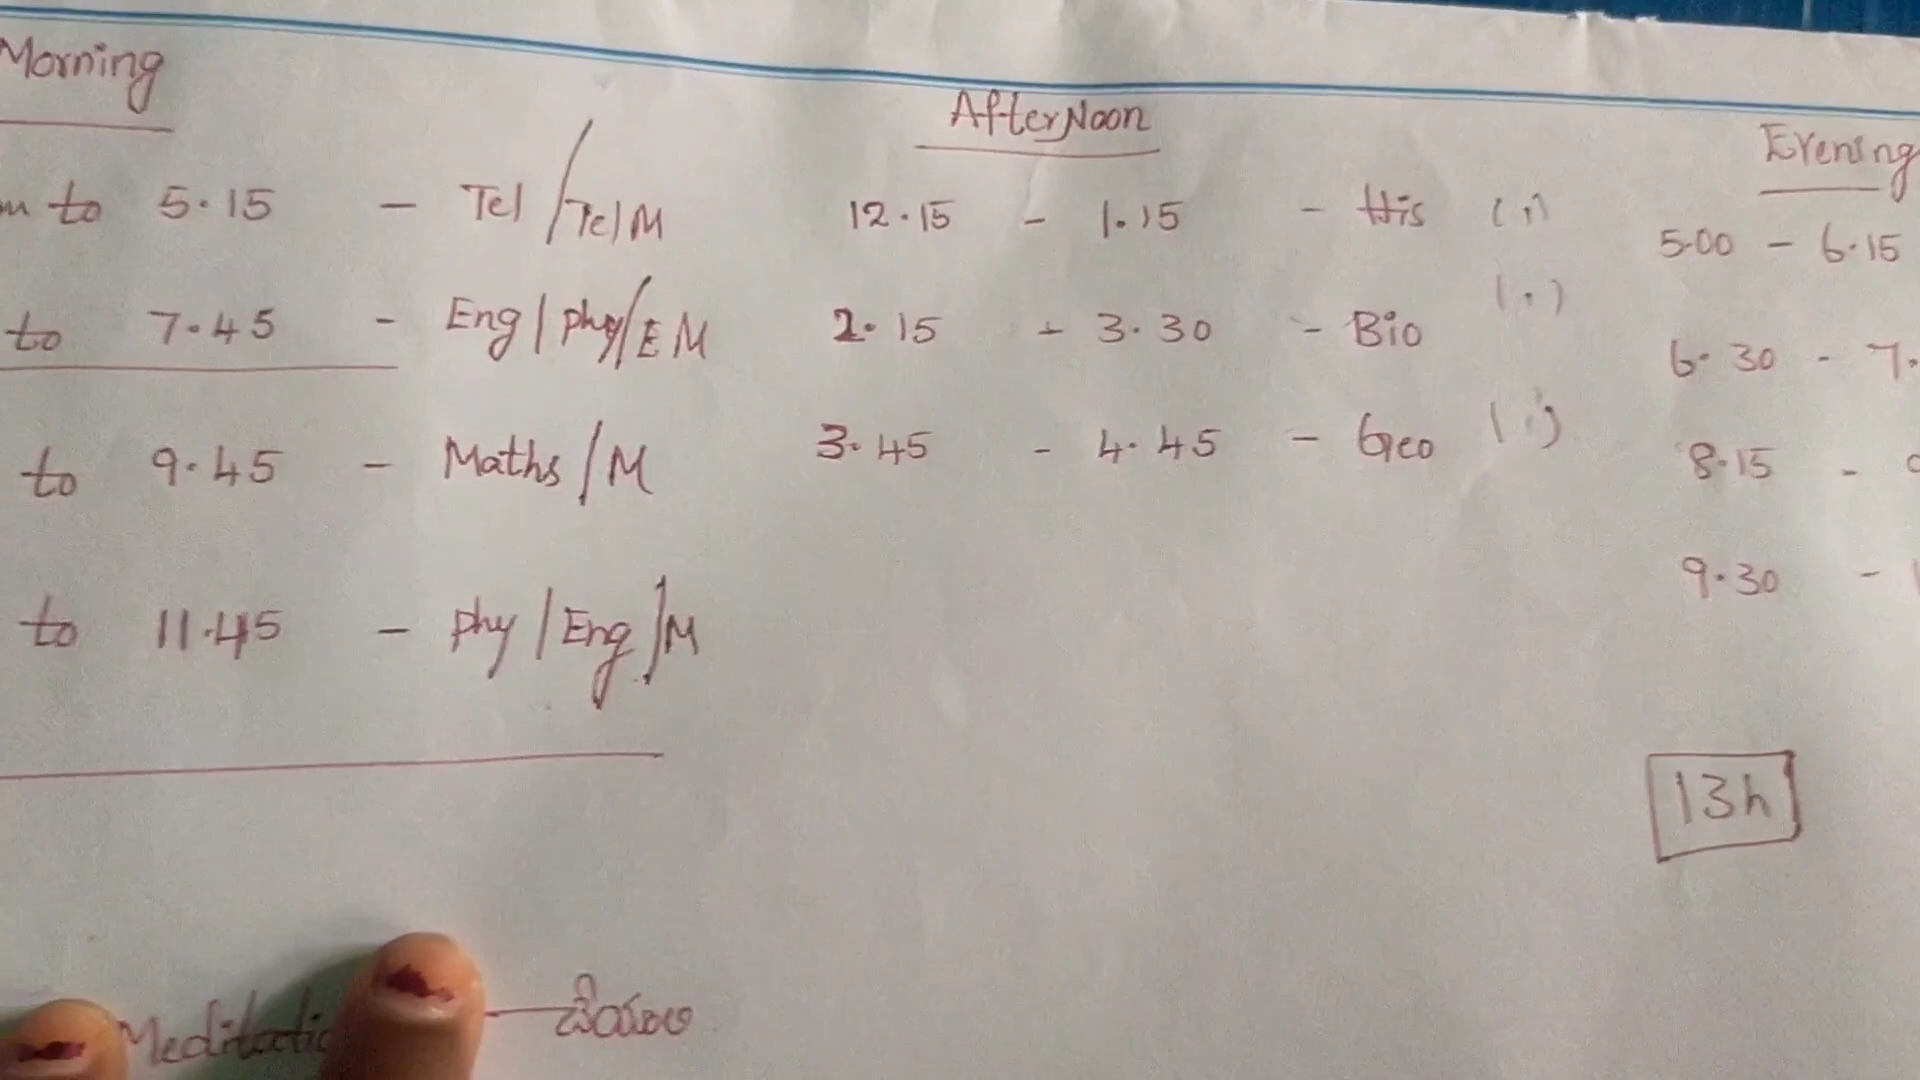 Morning
to 5.15 - Tel/Tel M
to 7.45 - Eng/phy/EM
to 9.45 - Maths/M
to 11.45 - phy/Eng/M
AfterNoon
12.15 - 1.15 - His (.)
2.15 - 3.30 - Bio (.)
3.45 - 4.45 - Geo (.)
Evening
5.00 - 6.15
6.30 - 7.
8.15 -
9.30 -
13h